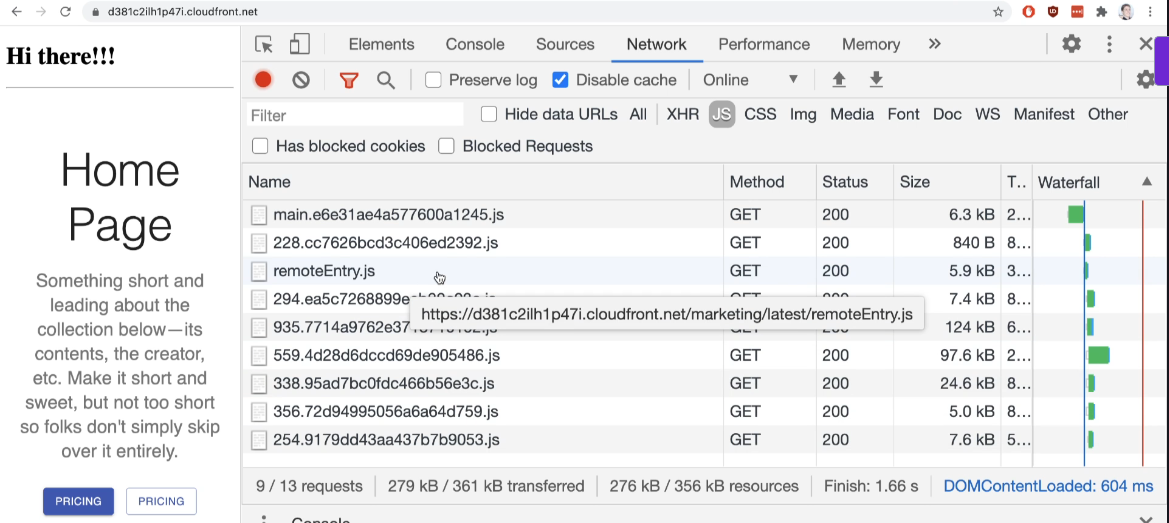 d381c2ilh1p47i.cloudfront.net
Hi there!!!
Home
Page
Something short and
leading about the
collection below—its
contents, the creator,
etc. Make it short and
sweet, but not too short
so folks don't simply skip
over it entirely.
PRICING PRICING
Elements Console Sources Network Performance Memory »
Preserve log Disable cache Online
Filter Hide data URLs All XHR JS CSS Img Media Font Doc WS Manifest Other
Has blocked cookies Blocked Requests
Name Method Status Size T.. Waterfall
main.e6e31ae4a577600a1245.js GET 200 6.3 kB 2...
228.cc7626bcd3c406ed2392.js GET 200 840 B 8...
remoteEntry.js GET 200 5.9 kB 3...
GET 200 7.4 kB 8...
https://d381c2ilh1p47i.cloudfront.net/marketing/latest/remoteEntry.js
GET 200 124 kB 6...
559.4d28d6dccd69de905486.js GET 200 97.6 kB 2...
338.95ad7bc0fdc466b56e3c.js GET 200 24.6 kB 8...
356.72d94995056a6a64d759.js GET 200 5.0 kB 8...
254.9179dd43aa437b7b9053.js GET 200 7.6 kB 5...
9 / 13 requests 279 kB / 361 kB transferred 276 kB / 356 kB resources Finish: 1.66 s DOMContentLoaded: 604 ms
Console